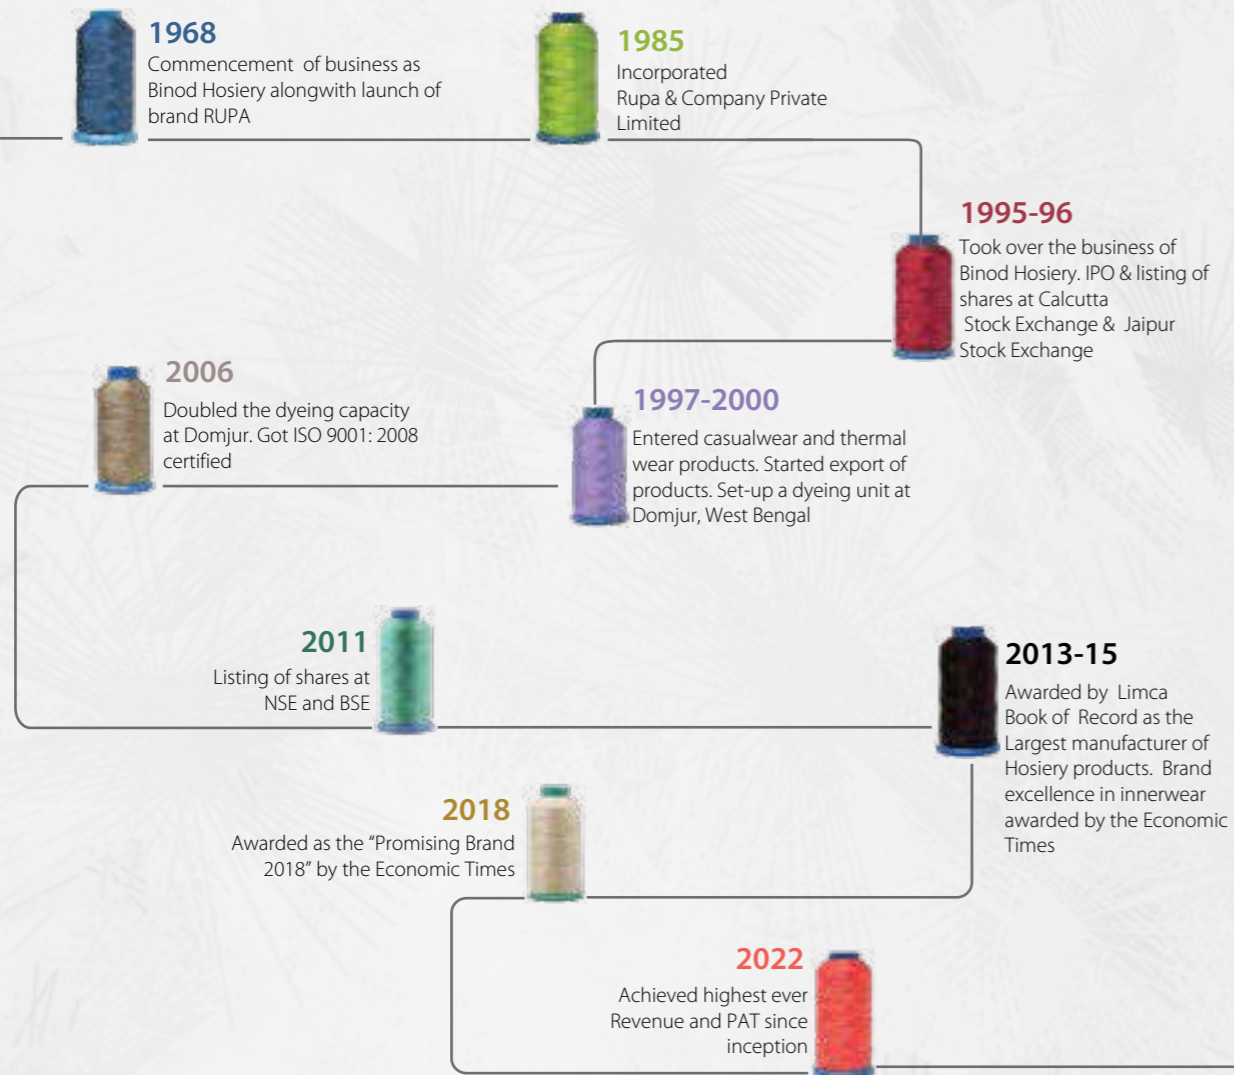 1968
Commencement of business as
Binod Hosiery alongwith launch of
brand RUPA
1985
Incorporated
Rupa & Company Private
Limited
1995-96
Took over the business of
Binod Hosiery. IPO & listing of
shares at Calcutta
Stock Exchange & Jaipur
Stock Exchange
1997-2000
Entered casualwear and thermal
wear products. Started export of
products. Set-up a dyeing unit at
Domjur, West Bengal
2006
Doubled the dyeing capacity
at Domjur. Got ISO 9001: 2008
certified
2011
Listing of shares at
NSE and BSE
2013-15
Awarded by Limca
Book of Record as the
Largest manufacturer of
Hosiery products. Brand
excellence in innerwear
awarded by the Economic
Times
2018
Awarded as the “Promising Brand
2018” by the Economic Times
2022
Achieved highest ever
Revenue and PAT since
inception